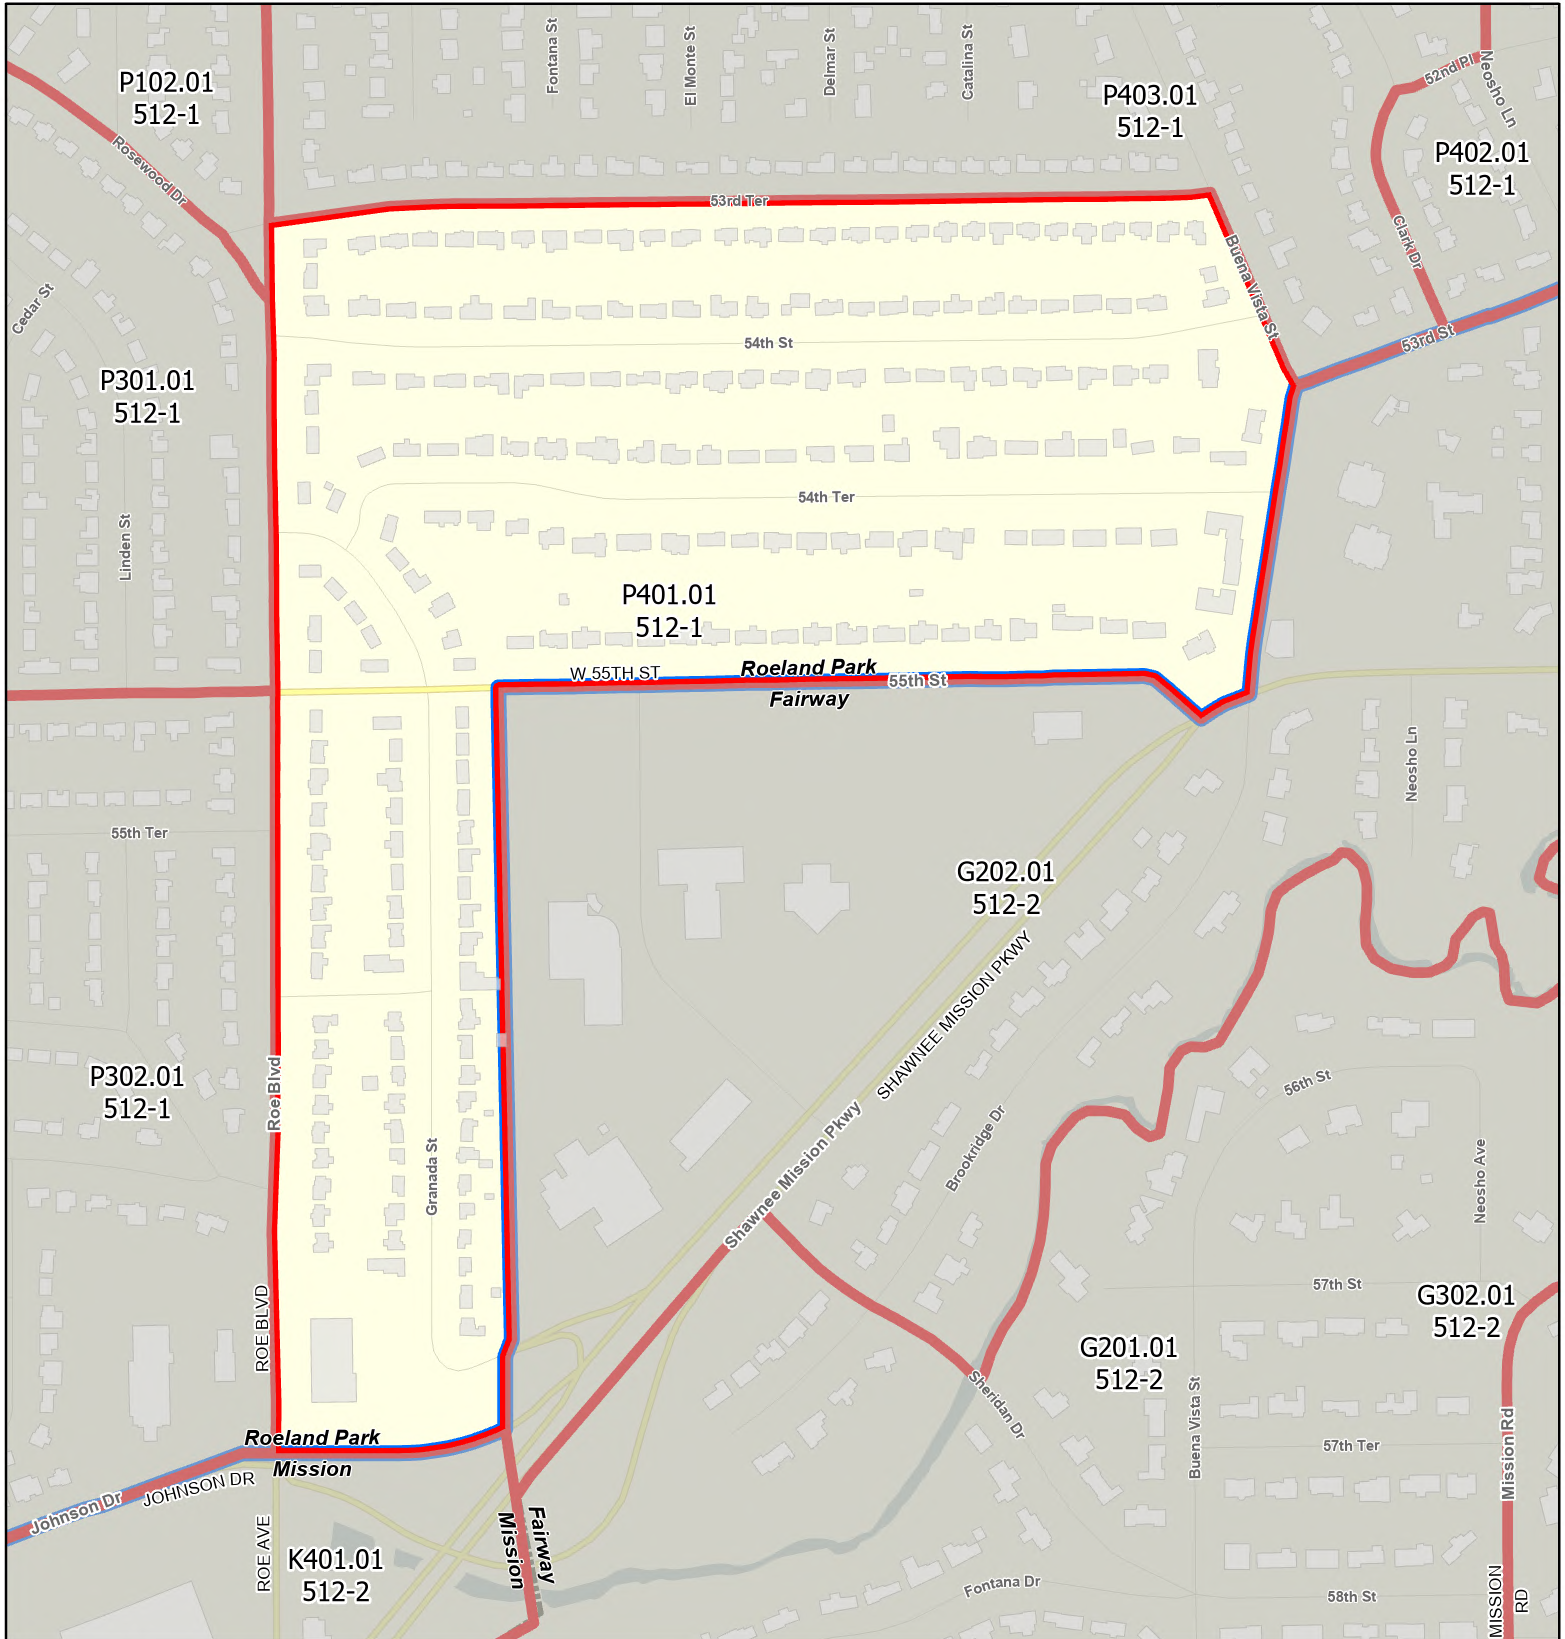 Fontana St
El Monte St
Delmar St
Catalina St
52nd Pl
Neosho Ln
P102.01
512-1
P403.01
512-1
P402.01
512-1
Rosewood Dr
53rd Ter
Buena Vista St
Clark Dr
Cedar St
54th St
53rd St
P301.01
512-1
Linden St
54th Ter
P401.01
512-1
W 55TH ST
Roeland Park
55th St
Fairway
Neosho Ln
55th Ter
G202.01
512-2
SHAWNEE MISSION PKWY
Roe Blvd
P302.01
512-1
56th St
Shawnee Mission Pkwy
Brookridge Dr
Granada St
Neosho Ave
57th St
G302.01
512-2
ROE BLVD
G201.01
512-2
Sheridan Dr
Buena Vista St
Mission Rd
57th Ter
Roeland Park
Mission
Johnson Dr
JOHNSON DR
ROE AVE
Mission
Fairway
K401.01
512-2
Fontana Dr
58th St
MISSION
RD